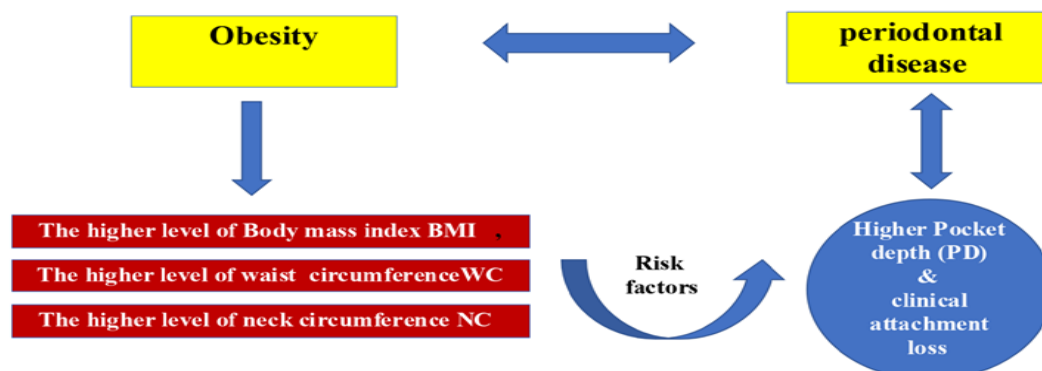 Obesity
periodontal
disease
The higher level of Body mass index BMI ,
The higher level of waist circumferenceWC
The higher level of neck circumference NC
Risk
factors
Higher Pocket
depth (PD)
&
clinical
attachment
loss